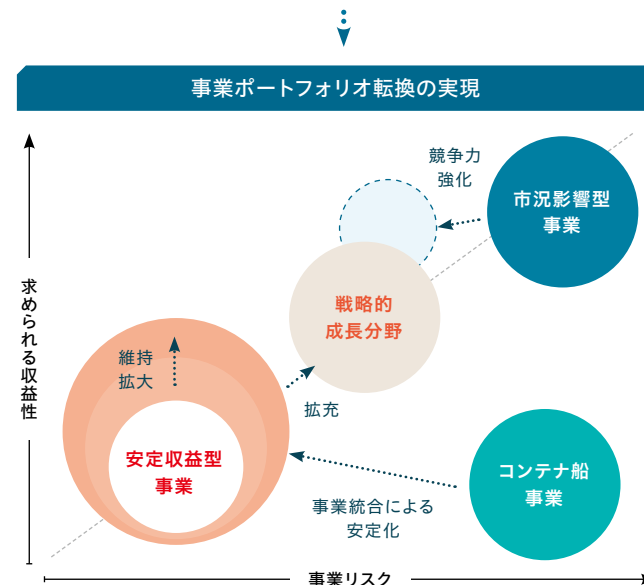 事業ポートフォリオ転換の実現
競争力
強化
市況影響型
事業
求められる収益性
戦略的
成長分野
維持
拡大
拡充
安定収益型
事業
コンテナ船
事業
事業統合による
安定化
事業リスク